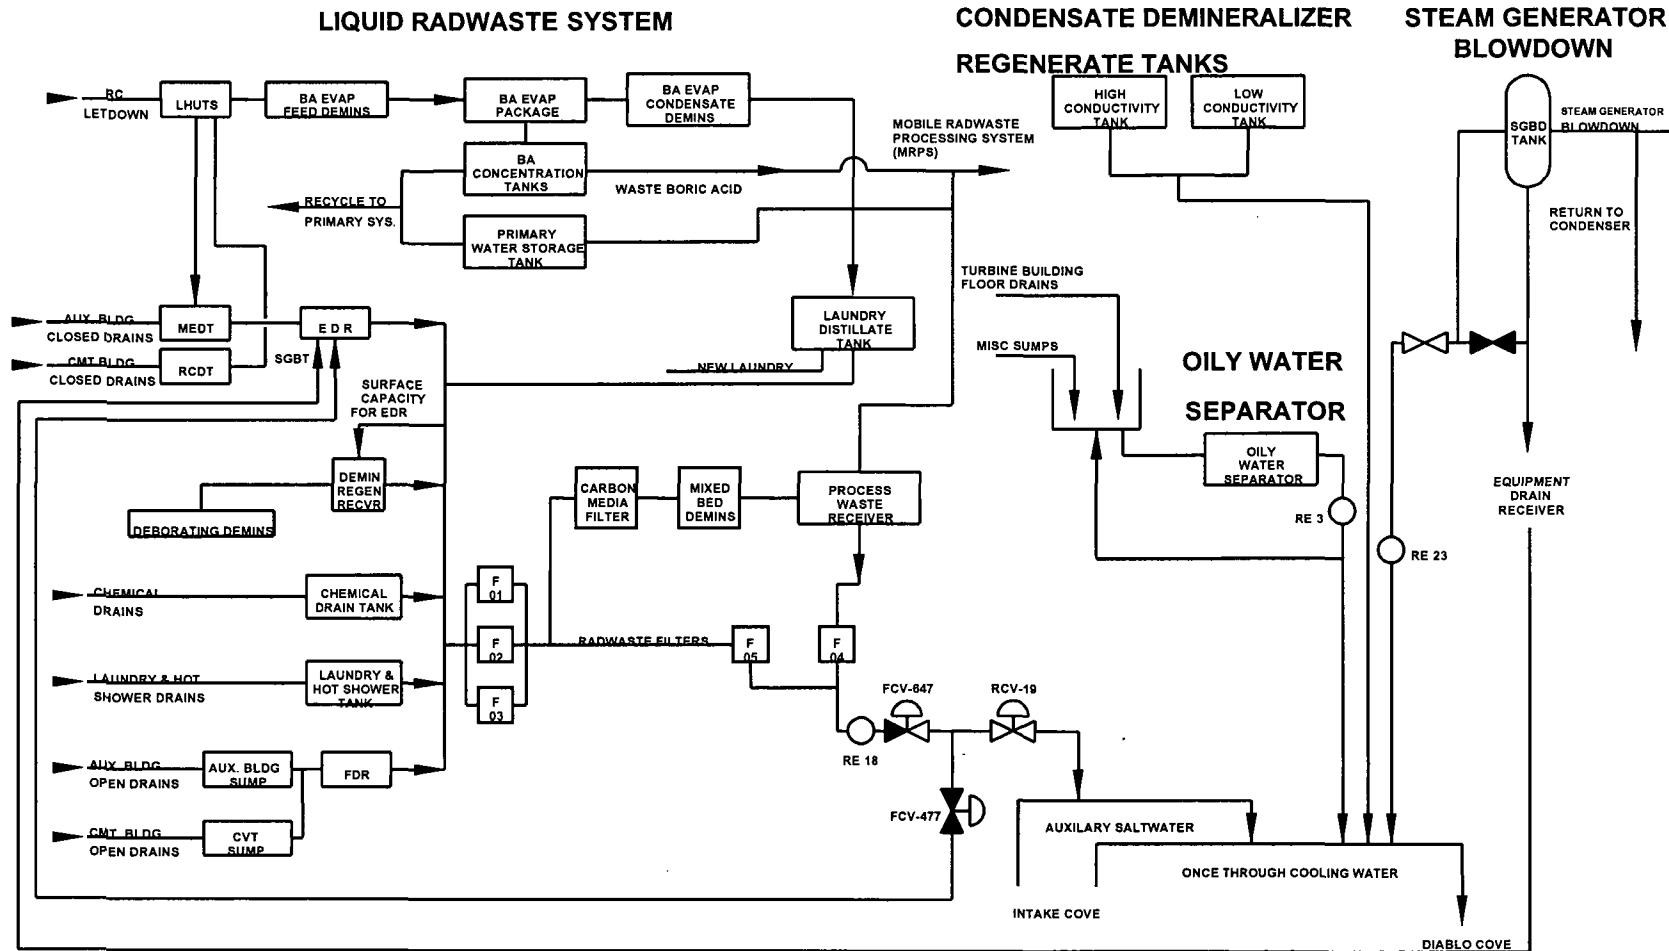 LIQUID RADWASTE SYSTEM
CONDENSATE DEMINERALIZER
REGENERATE TANKS
STEAM GENERATOR
BLOWDOWN
RC
LETDOWN
LHUTS
BA EVAP
FEED DEMINS
BA EVAP
PACKAGE
BA EVAP
CONDENSATE
DEMINS
HIGH
CONDUCTIVITY
TANK
LOW
CONDUCTIVITY
TANK
SGBD
TANK
STEAM GENERATOR
BLOWDOWN
MOBILE RADWASTE
PROCESSING SYSTEM
(MRPS)
BA
CONCENTRATION
TANKS
WASTE BORIC ACID
RECYCLE TO
PRIMARY SYS.
PRIMARY
WATER STORAGE
TANK
RETURN TO
CONDENSER
TURBINE BUILDING
FLOOR DRAINS
AUX. BLDG
CLOSED DRAINS
MEDT
E D R
LAUNDRY
DISTILLATE
TANK
MISC SUMPS
CMT BLDG
CLOSED DRAINS
RCDT
SGBT
NEW LAUNDRY
OILY WATER
SEPARATOR
SURFACE
CAPACITY
FOR EDR
DEMIN
REGEN
RECVR
CARBON
MEDIA
FILTER
MIXED
BED
DEMINS
PROCESS
WASTE
RECEIVER
OILY
WATER
SEPARATOR
EQUIPMENT
DRAIN
RECEIVER
DEBORATING DEMINS
RE 3
RE 23
CHEMICAL
DRAINS
CHEMICAL
DRAIN TANK
F
01
F
02
F
03
RADWASTE FILTERS
F
05
F
04
LAUNDRY & HOT
SHOWER DRAINS
LAUNDRY &
HOT SHOWER
TANK
FCV-647
RCV-19
RE 18
AUX. BLDG
OPEN DRAINS
AUX. BLDG
SUMP
FDR
FCV-477
CMT BLDG
OPEN DRAINS
CVT
SUMP
AUXILARY SALTWATER
ONCE THROUGH COOLING WATER
INTAKE COVE
DIABLO COVE